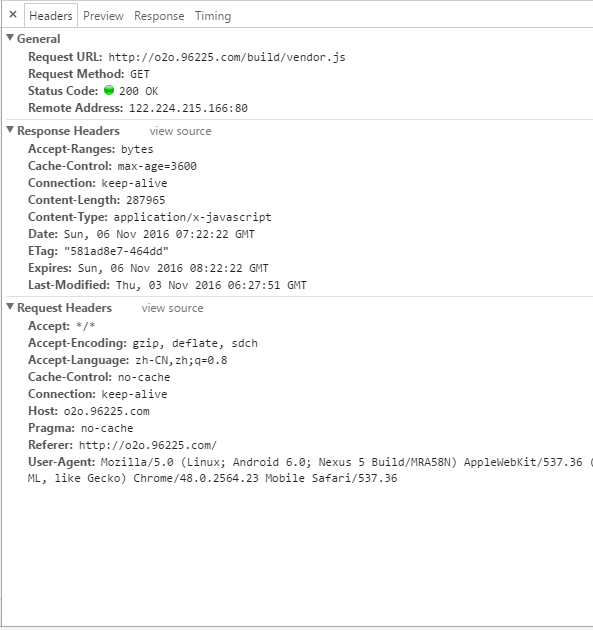 × Headers Preview Response Timing
▼ General
Request URL: http://o2o.96225.com/build/vendor.js
Request Method: GET
Status Code: 200 OK
Remote Address: 122.224.215.166:80
▼ Response Headers view source
Accept-Ranges: bytes
Cache-Control: max-age=3600
Connection: keep-alive
Content-Length: 287965
Content-Type: application/x-javascript
Date: Sun, 06 Nov 2016 07:22:22 GMT
ETag: "581ad8e7-464dd"
Expires: Sun, 06 Nov 2016 08:22:22 GMT
Last-Modified: Thu, 03 Nov 2016 06:27:51 GMT
▼ Request Headers view source
Accept: */*
Accept-Encoding: gzip, deflate, sdch
Accept-Language: zh-CN,zh;q=0.8
Cache-Control: no-cache
Connection: keep-alive
Host: o2o.96225.com
Pragma: no-cache
Referer: http://o2o.96225.com/
User-Agent: Mozilla/5.0 (Linux; Android 6.0; Nexus 5 Build/MRA58N) AppleWebKit/537.36 (
ML, like Gecko) Chrome/48.0.2564.23 Mobile Safari/537.36